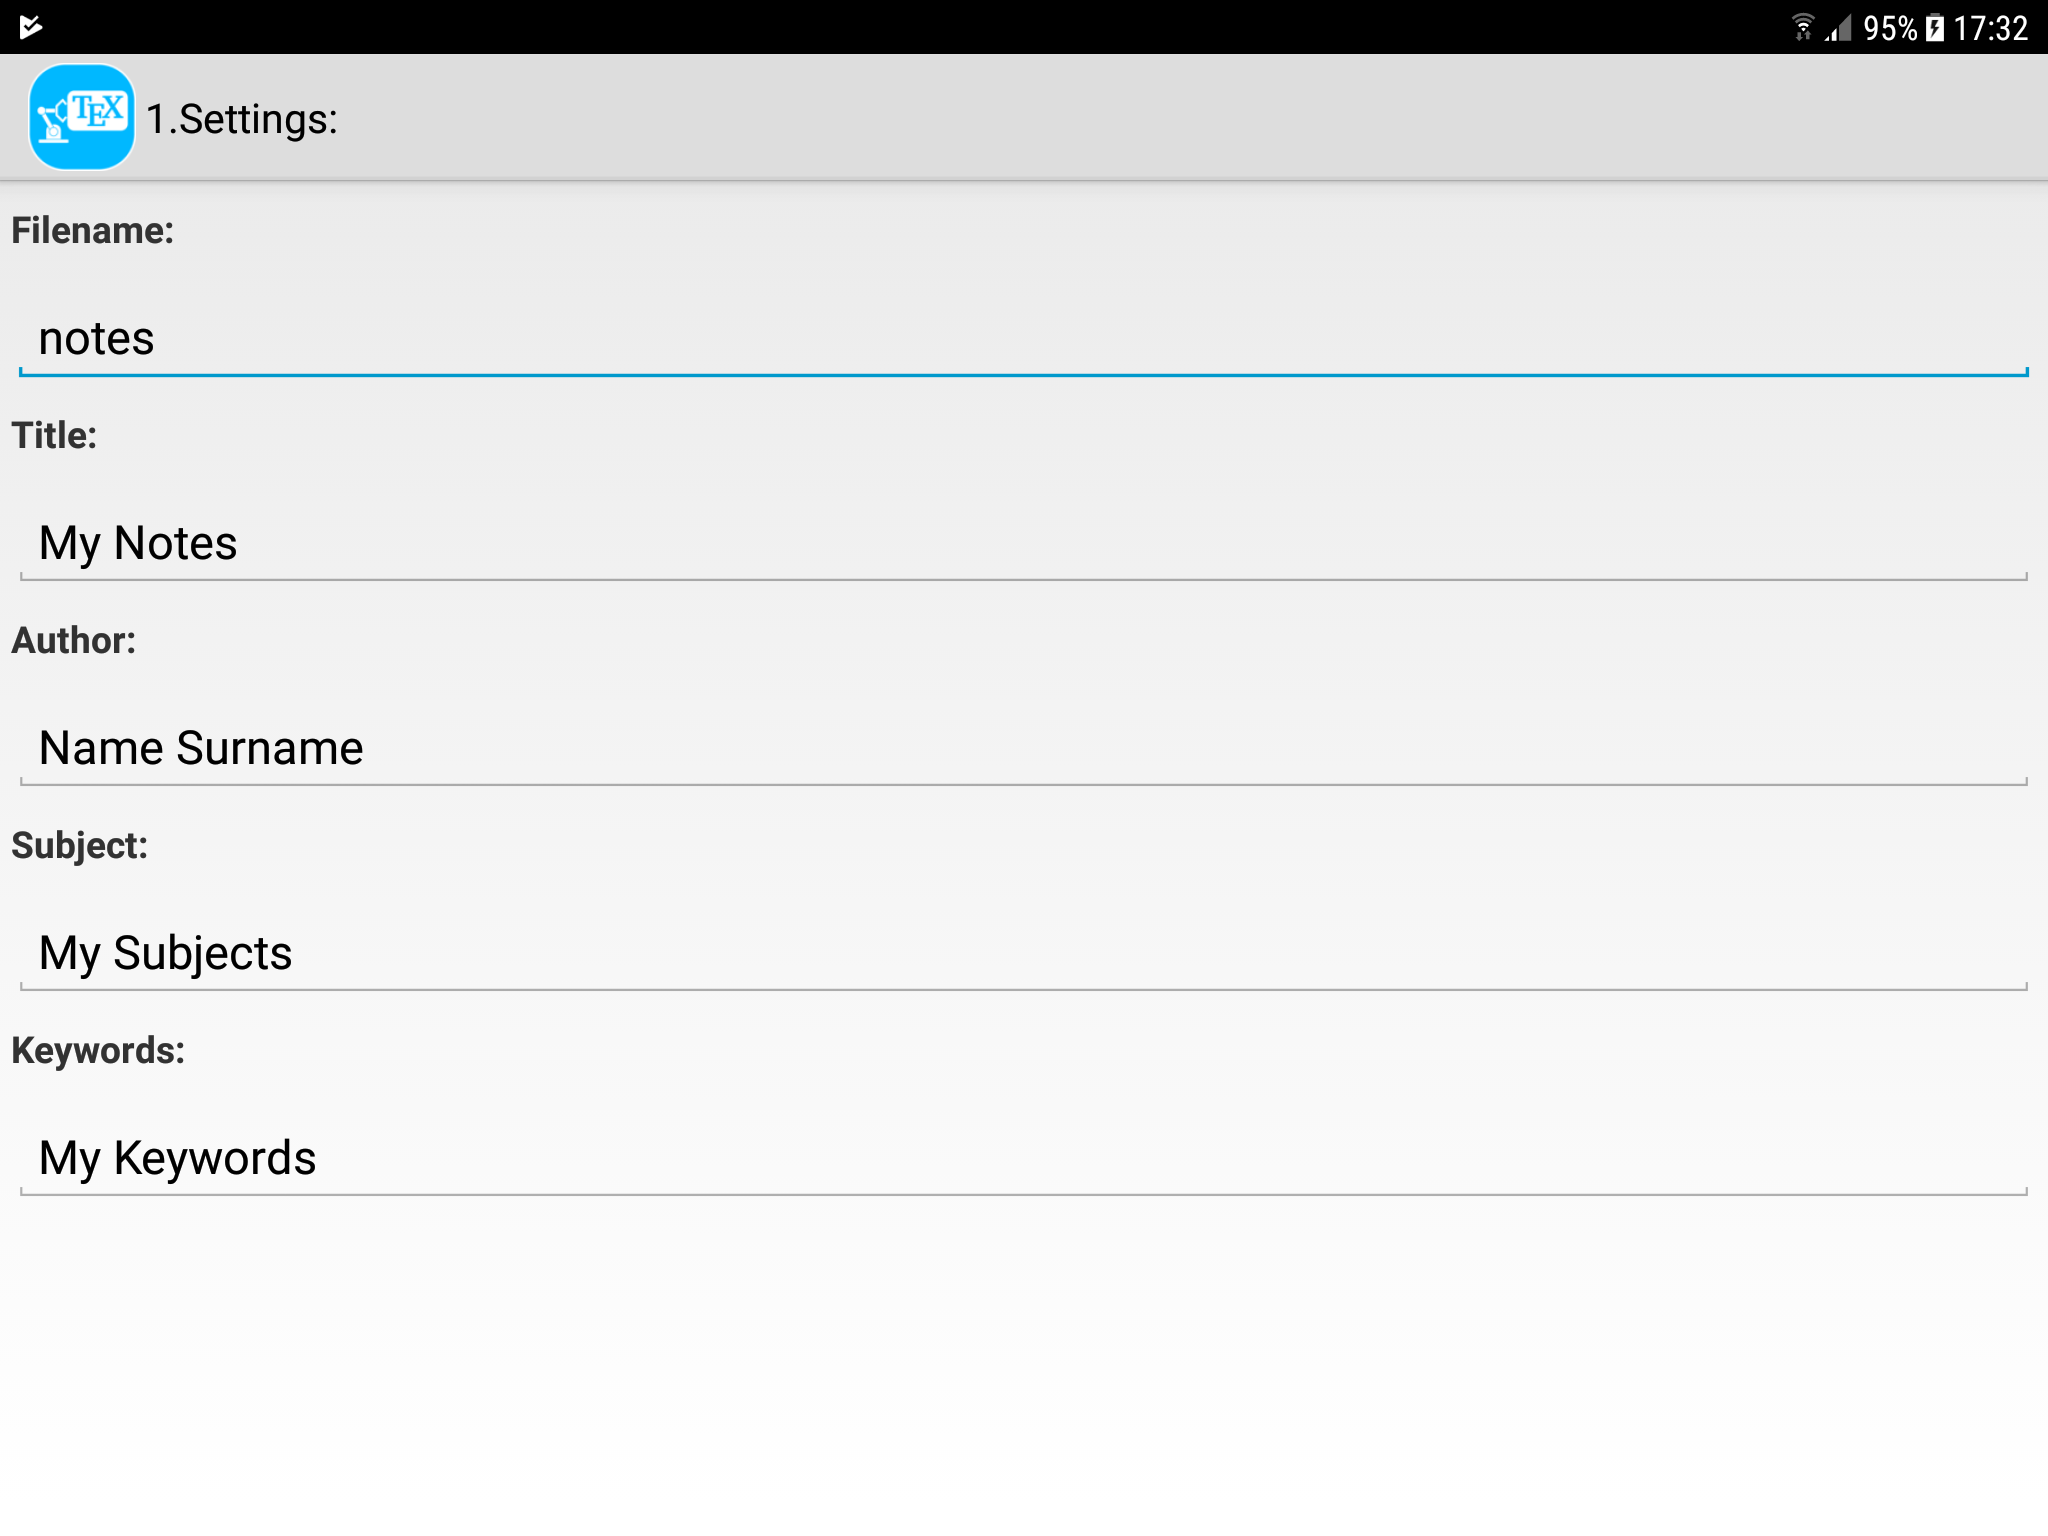 95% 17:32
TEX 1.Settings:
Filename:
notes
Title:
My Notes
Author:
Name Surname
Subject:
My Subjects
Keywords:
My Keywords